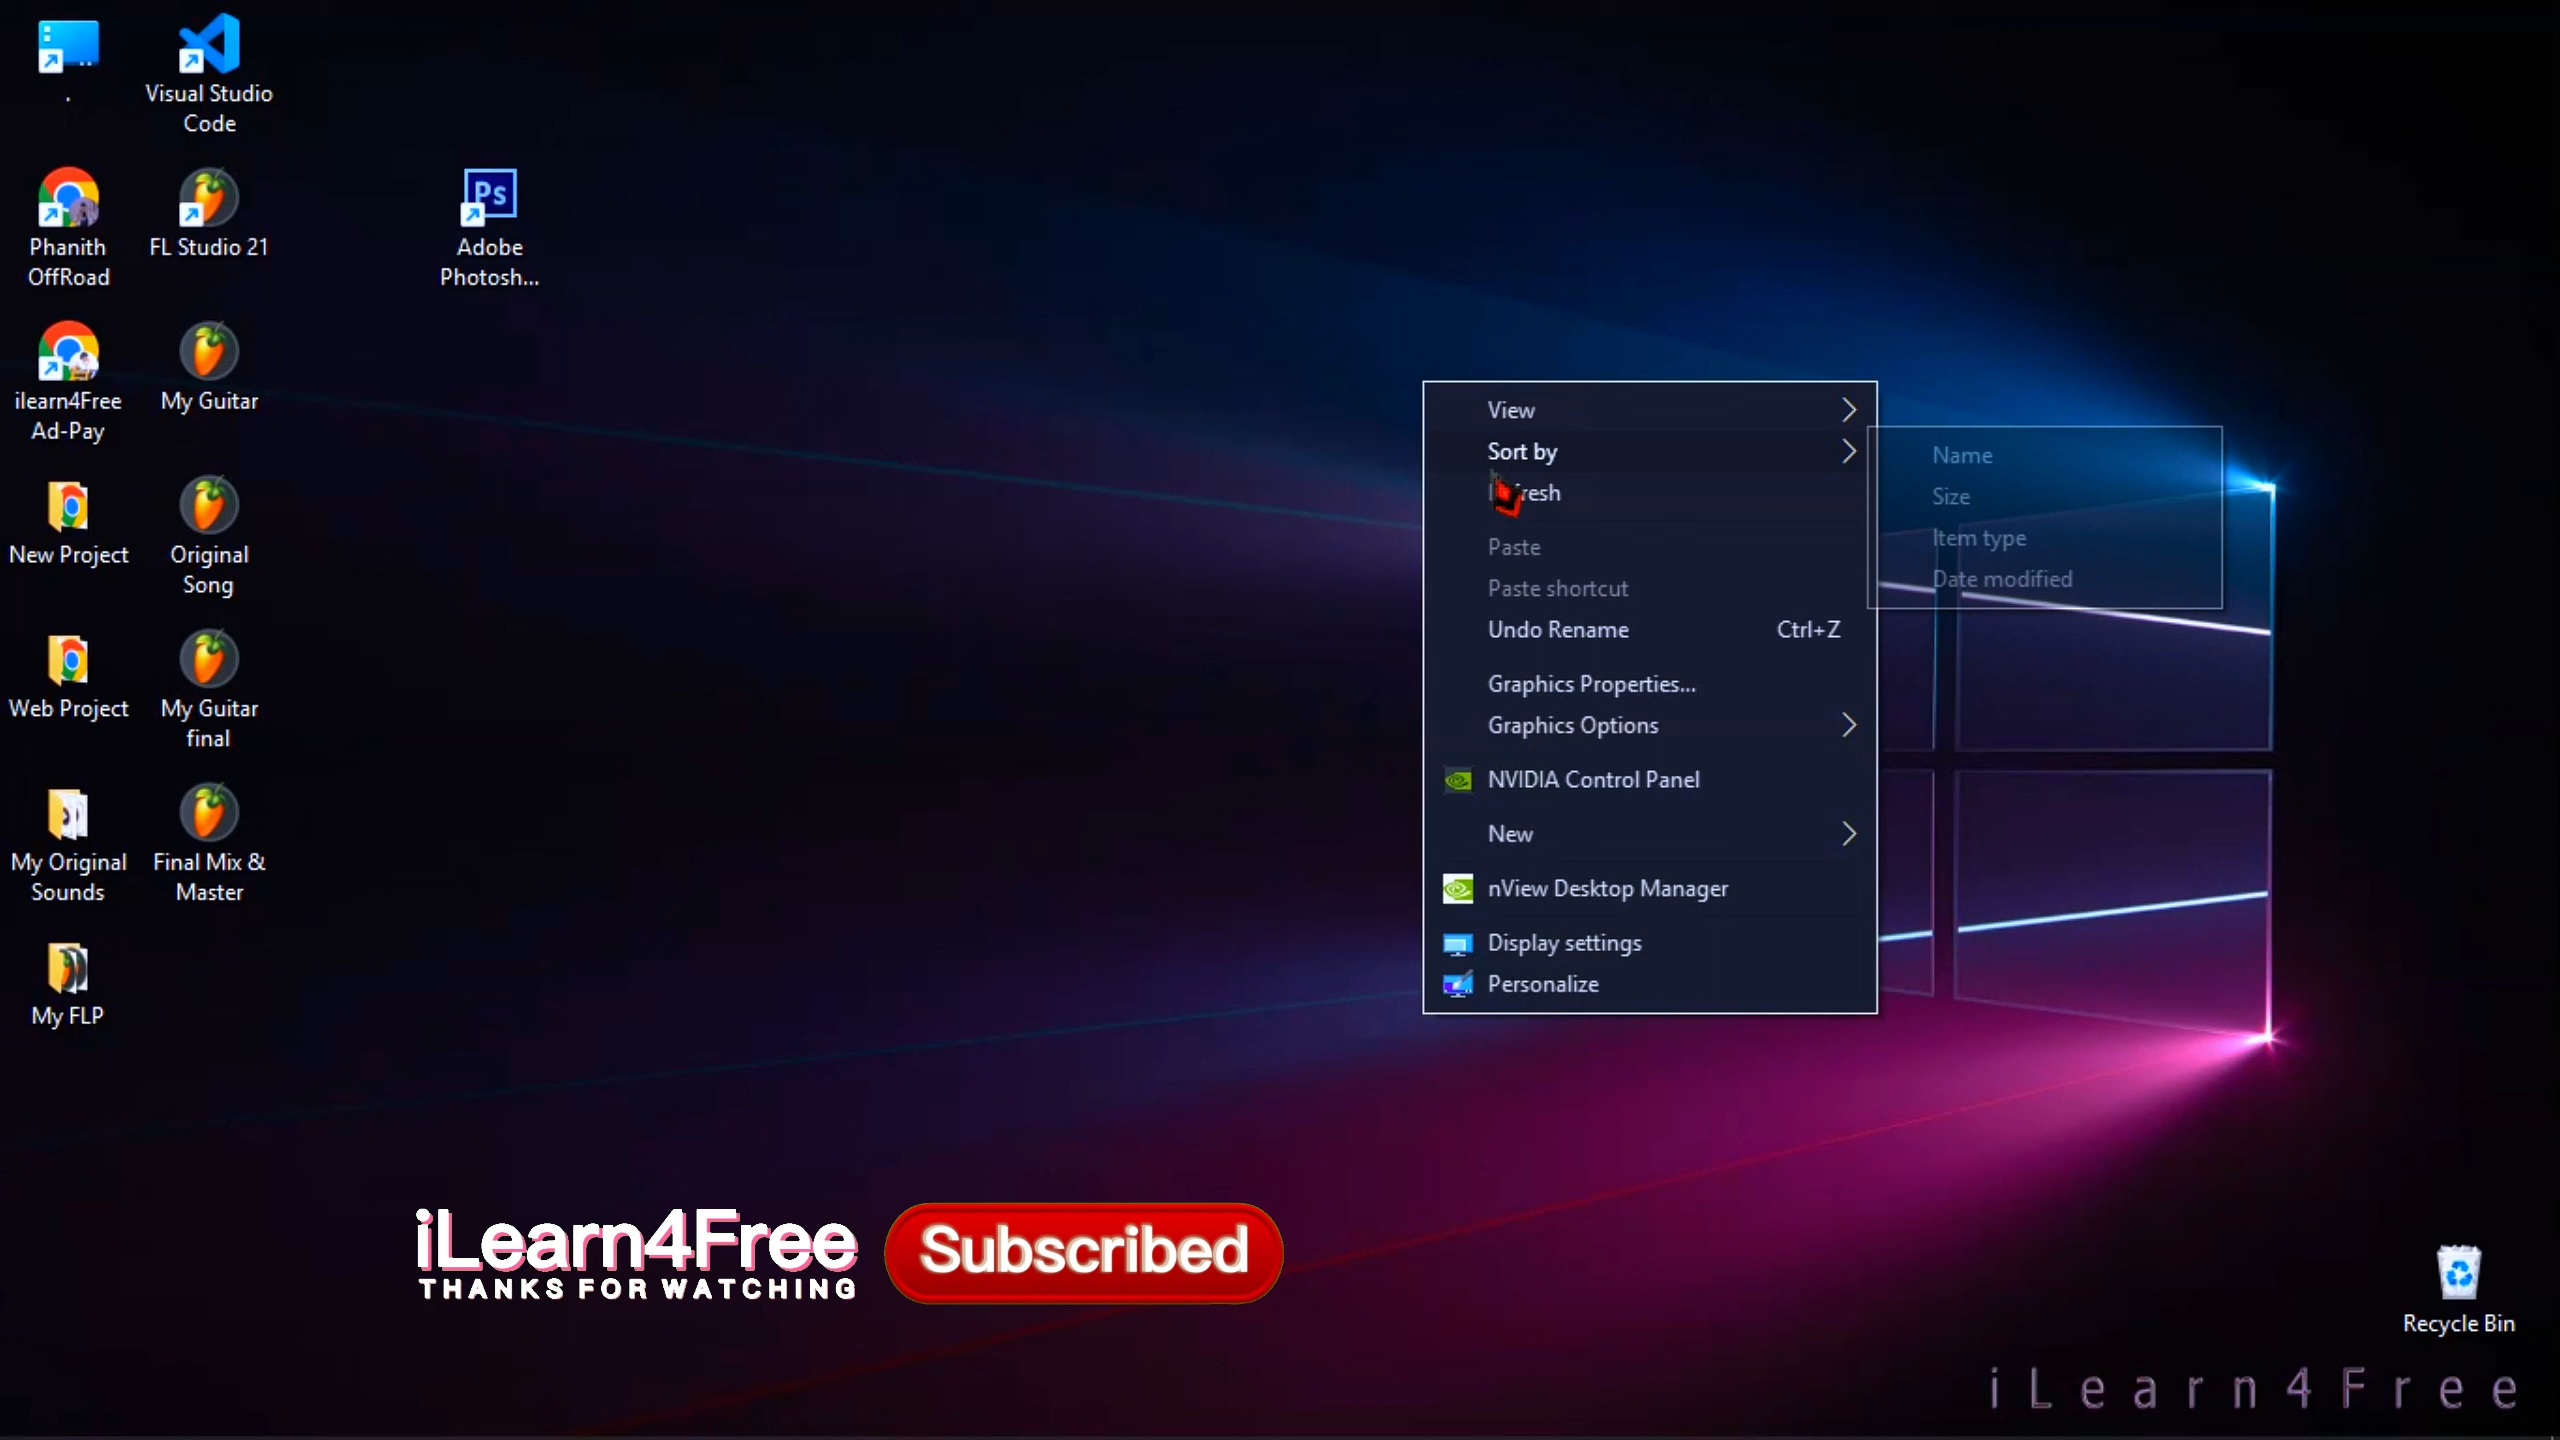 .
Visual Studio
Code
Phanith
OffRoad
FL Studio 21
Ps
Adobe
Photosh...
ilearn4Free
Ad-Pay
My Guitar
New Project
Original
Song
Web Project
My Guitar
final
My Original
Sounds
Final Mix &
Master
My FLP
View
Sort by
Paste
Paste shortcut
Undo Rename Ctrl+Z
Graphics Properties...
Graphics Options
NVIDIA Control Panel
New
nView Desktop Manager
Display settings
Personalize
Name
Size
Item type
Date modified
iLearn4Free
THANKS FOR WATCHING
Subscribed
Recycle Bin
iLearn4Free